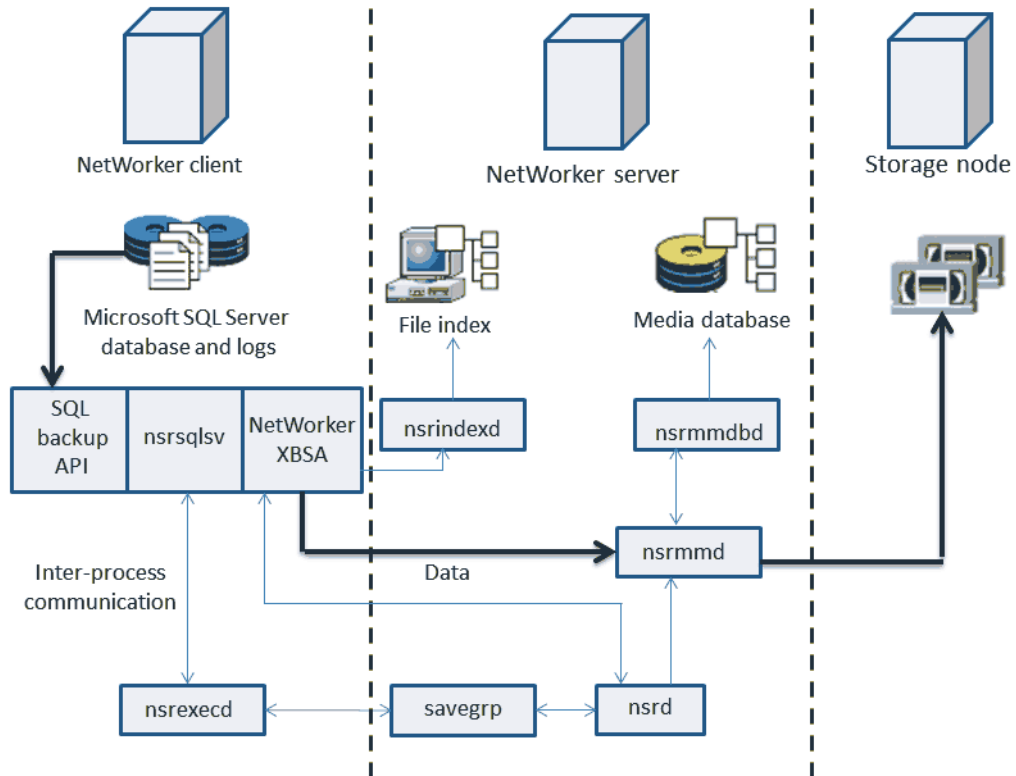 NetWorker client
NetWorker server
Storage node
Microsoft SQL Server
database and logs
File index
Media database
SQL
backup
API
nsrsqlsv
NetWorker
XBSA
nsrindexd
nsrmmdbd
nsrmmd
Data
Inter-process
communication
nsrexecd
savegrp
nsrd